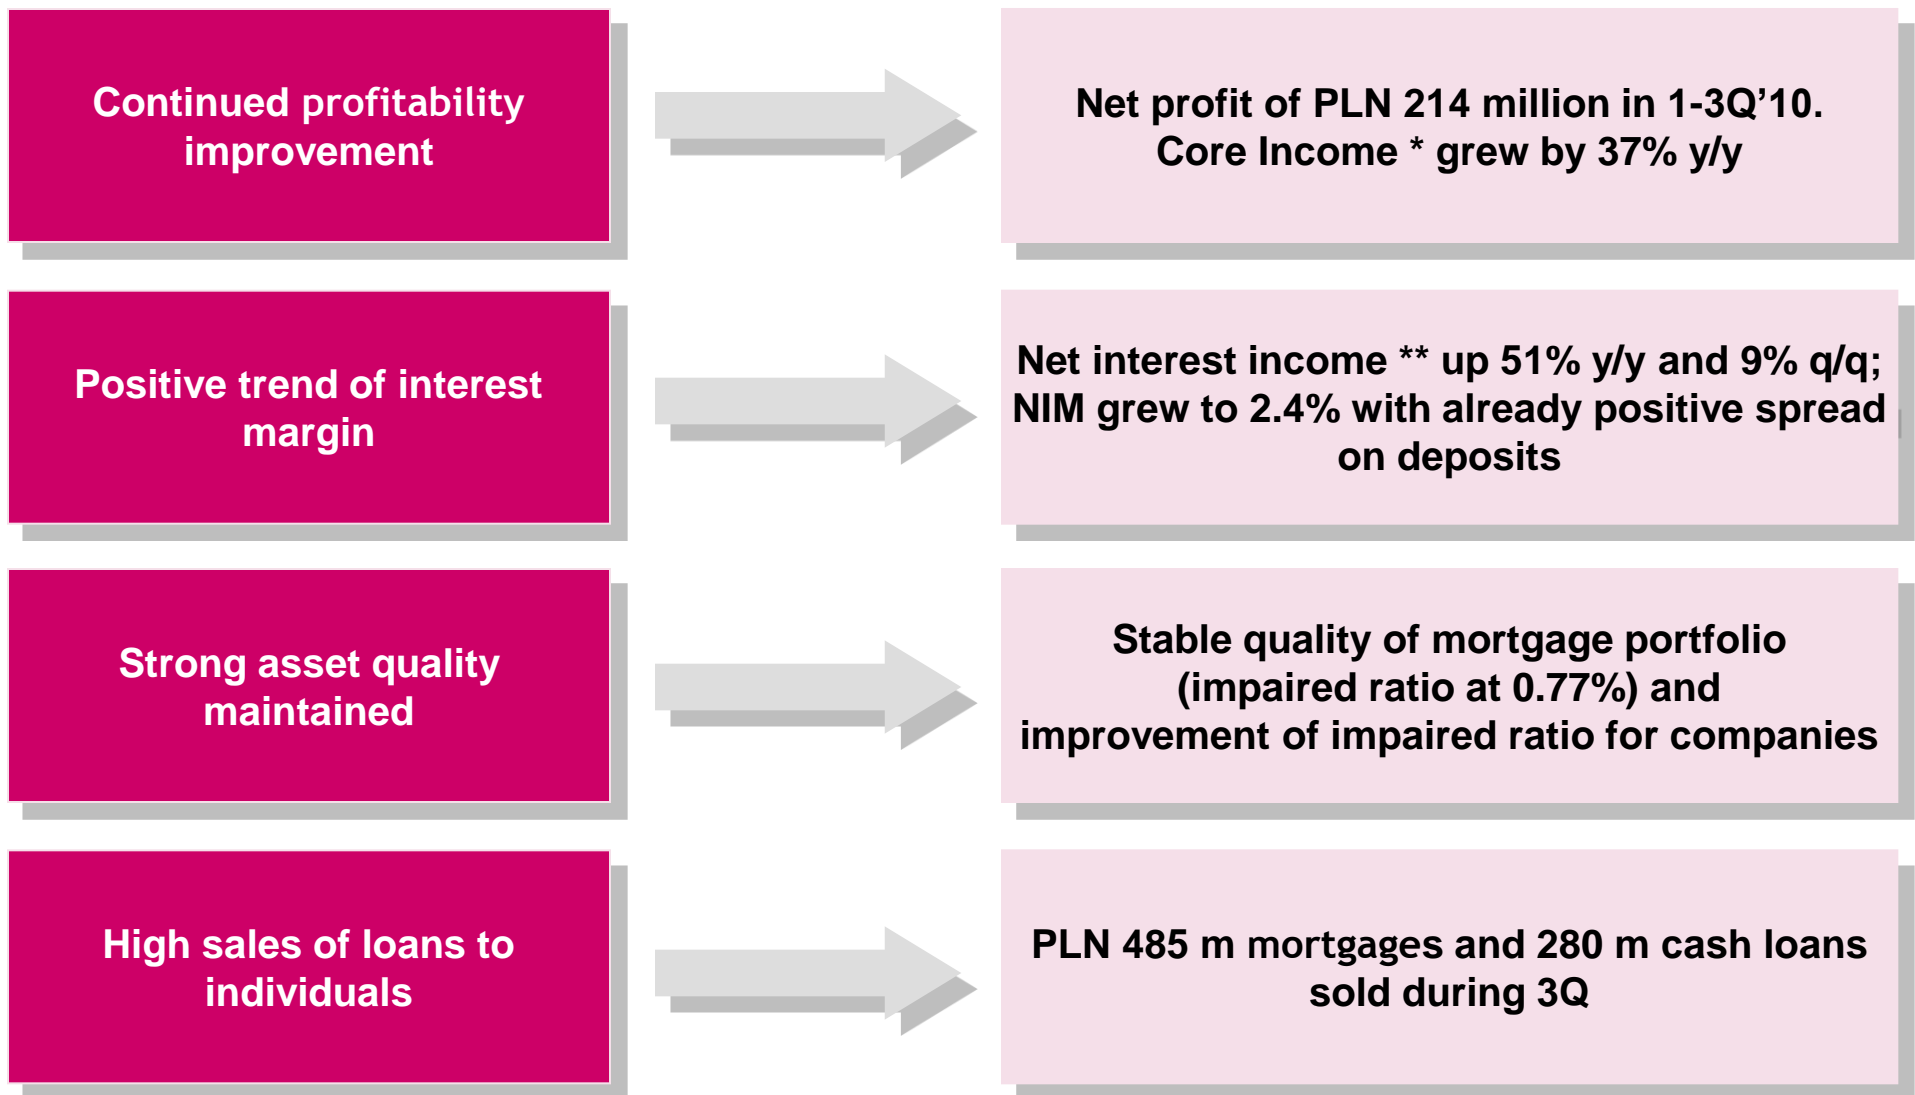 Continued profitability
improvement
Net profit of PLN 214 million in 1-3Q’10.
Core Income * grew by 37% y/y
Positive trend of interest
margin
Net interest income ** up 51% y/y and 9% q/q;
NIM grew to 2.4% with already positive spread
on deposits
Strong asset quality
maintained
Stable quality of mortgage portfolio
(impaired ratio at 0.77%) and
improvement of impaired ratio for companies
High sales of loans to
individuals
PLN 485 m mortgages and 280 m cash loans
sold during 3Q